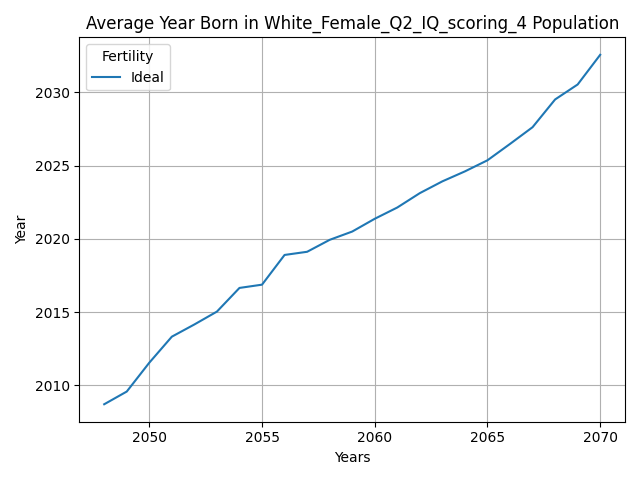 Average Year Born in White_Female_Q2_IQ_scoring_4 Population
Fertility
Ideal
Year
2030
2025
2020
2015
2010
2050 2055 2060 2065 2070
Years